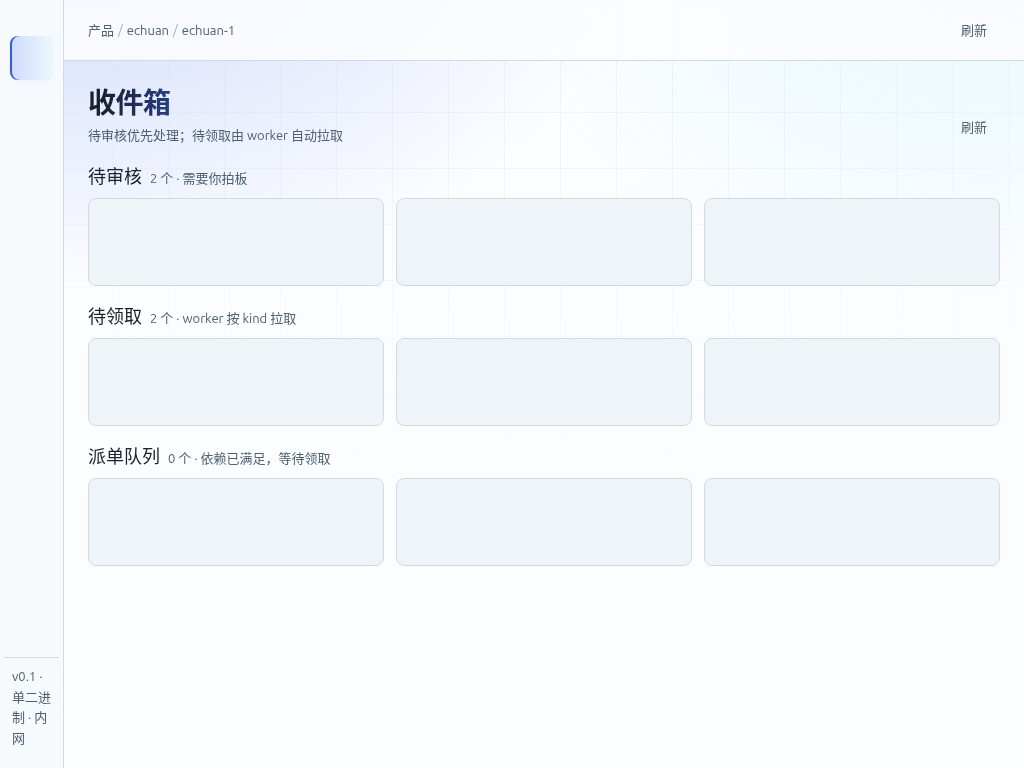 产品 / echuan / echuan-1
刷新
收件箱
待审核优先处理；待领取由 worker 自动拉取
刷新
待审核 2 个 · 需要你拍板
待领取 2 个 · worker 按 kind 拉取
派单队列 0 个 · 依赖已满足，等待领取
v0.1 ·
单二进
制 · 内
网